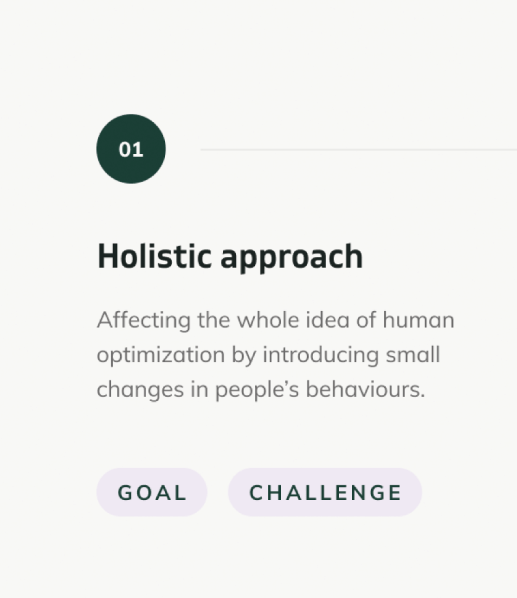 01
Holistic approach
Affecting the whole idea of human
optimization by introducing small
changes in people’s behaviours.
GOAL CHALLENGE